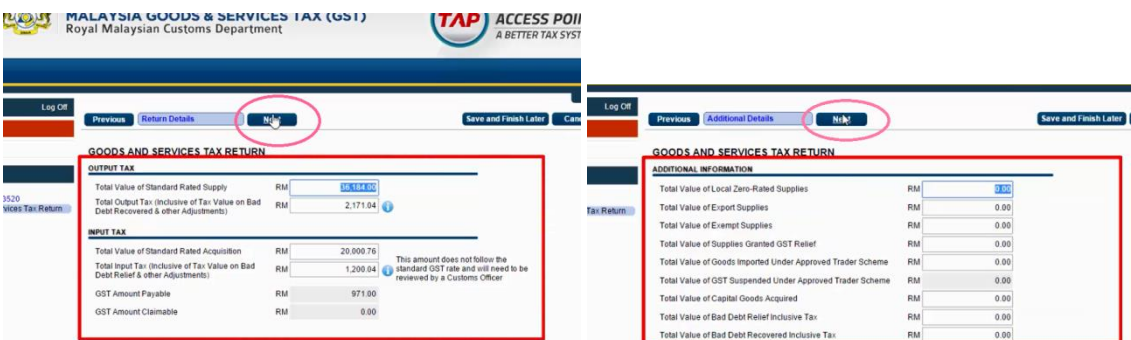 MALAYSIA GOODS & SERVICES TAX (GST)
Royal Malaysian Customs Department
TAP
ACCESS POI
A BETTER TAX SYST
Log Off
Previous Return Details Next Save and Finish Later Canc
GOODS AND SERVICES TAX RETURN
OUTPUT TAX
Total Value of Standard Rated Supply RM 36,184.00
Total Output Tax (Inclusive of Tax Value on Bad
Debt Recovered & other Adjustments) RM 2,171.04
3520
vices Tax Return
INPUT TAX
Total Value of Standard Rated Acquisition RM 20,000.76
Total Input Tax (Inclusive of Tax Value on Bad
Debt Relief & other Adjustments) RM 1,200.04
This amount does not follow the
standard GST rate and will need to be
reviewed by a Customs Officer
GST Amount Payable RM 971.00
GST Amount Claimable RM 0.00
Log Off
Previous Additional Details Next Save and Finish Later
GOODS AND SERVICES TAX RETURN
ADDITIONAL INFORMATION
Total Value of Local Zero-Rated Supplies RM 0.00
Total Value of Export Supplies RM 0.00
Tax Return
Total Value of Exempt Supplies RM 0.00
Total Value of Supplies Granted GST Relief RM 0.00
Total Value of Goods Imported Under Approved Trader Scheme RM 0.00
Total Value of GST Suspended Under Approved Trader Scheme RM 0.00
Total Value of Capital Goods Acquired RM 0.00
Total Value of Bad Debt Relief Inclusive Tax RM 0.00
Total Value of Bad Debt Recovered Inclusive Tax RM 0.00